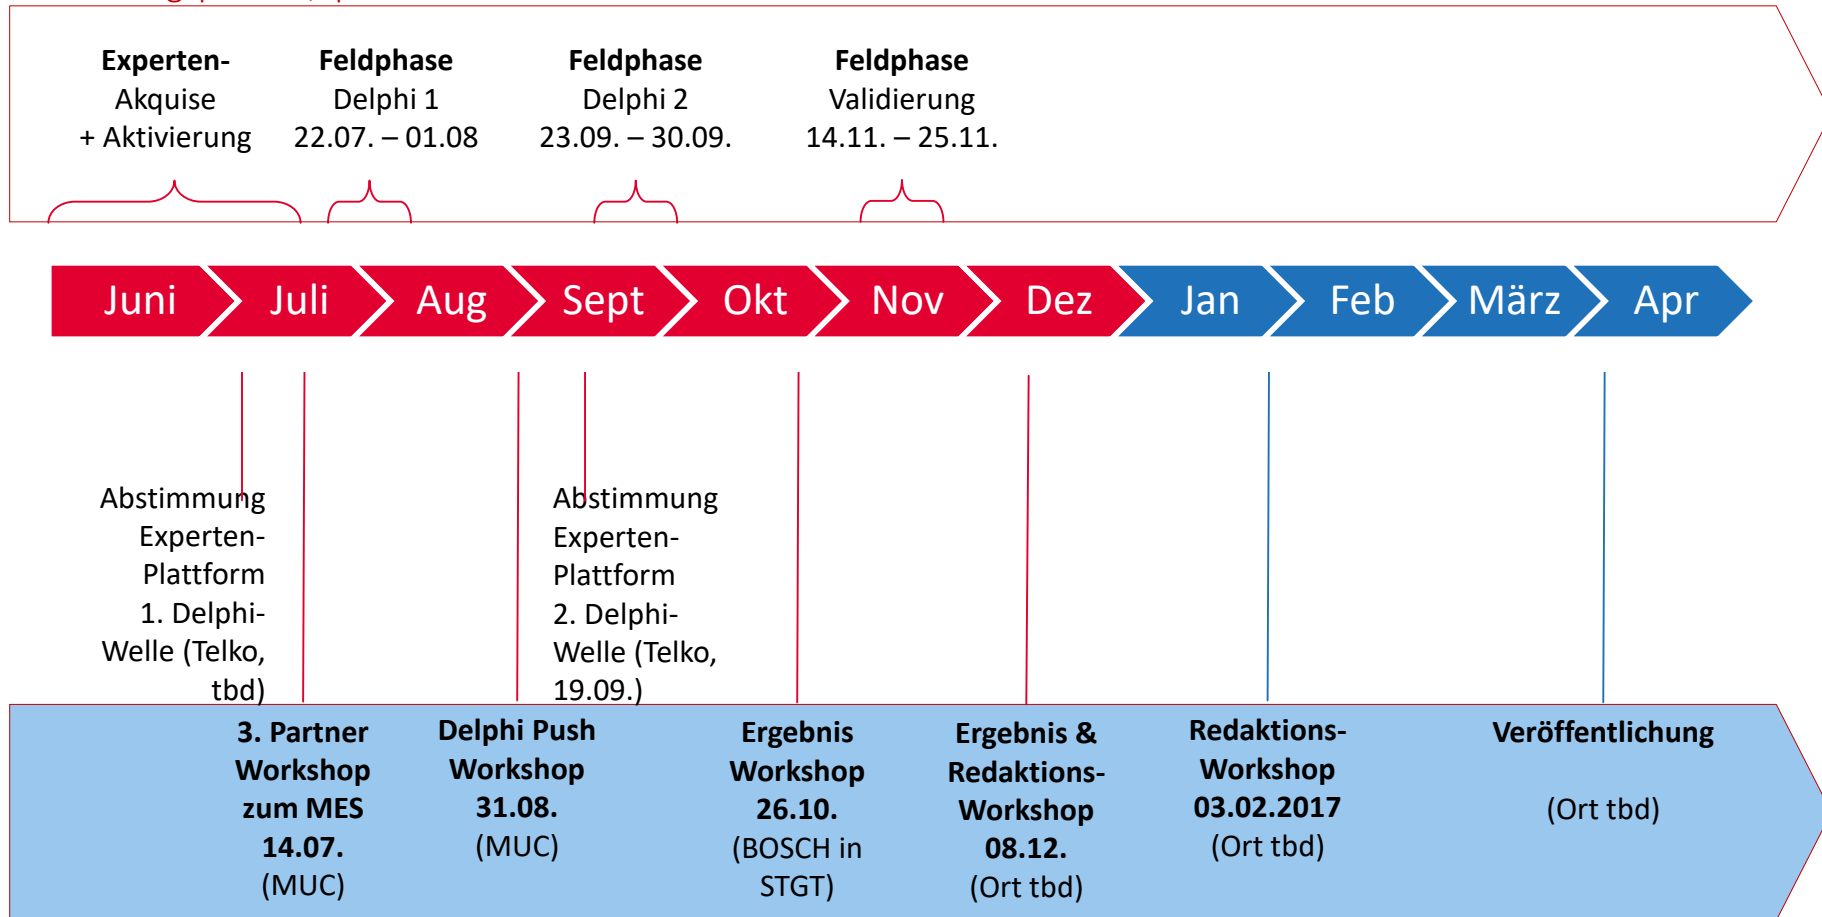 Experten-
Akquise
+ Aktivierung
Feldphase
Delphi 1
22.07. – 01.08
Feldphase
Delphi 2
23.09. – 30.09.
Feldphase
Validierung
14.11. – 25.11.
Juni
Juli
Aug
Sept
Okt
Nov
Dez
Jan
Feb
März
Apr
Abstimmung
Experten-
Plattform
1. Delphi-
Welle (Telko,
tbd)
Abstimmung
Experten-
Plattform
2. Delphi-
Welle (Telko,
19.09.)
3. Partner
Workshop
zum MES
14.07.
(MUC)
Delphi Push
Workshop
31.08.
(MUC)
Ergebnis
Workshop
26.10.
(BOSCH in
STGT)
Ergebnis &
Redaktions-
Workshop
08.12.
(Ort tbd)
Redaktions-
Workshop
03.02.2017
(Ort tbd)
Veröffentlichung
(Ort tbd)